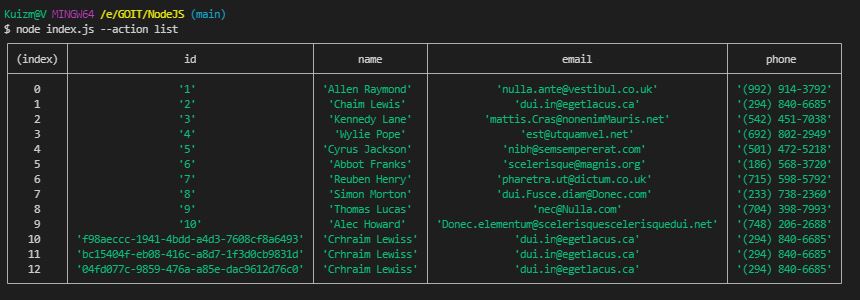 Kuizm@V MINGW64 /e/GOIT/NodeJS (main)
$ node index.js --action list
(index) id name email phone
0 '1' 'Allen Raymond' 'nulla.ante@vestibul.co.uk' '(992) 914-3792'
1 '2' 'Chaim Lewis' 'dui.in@egetlacus.ca' '(294) 840-6685'
2 '3' 'Kennedy Lane' 'mattis.Cras@nonenimMauris.net' '(542) 451-7038'
3 '4' 'Wylie Pope' 'est@utquamvel.net' '(692) 802-2949'
4 '5' 'Cyrus Jackson' 'nibh@semsempererat.com' '(501) 472-5218'
5 '6' 'Abbot Franks' 'scelerisque@magnis.org' '(186) 568-3720'
6 '7' 'Reuben Henry' 'pharetra.ut@dictum.co.uk' '(715) 598-5792'
7 '8' 'Simon Morton' 'dui.Fusce.diam@Donec.com' '(233) 738-2360'
8 '9' 'Thomas Lucas' 'nec@Nulla.com' '(704) 398-7993'
9 '10' 'Alec Howard' 'Donec.elementum@scelerisquescelerisquedui.net' '(748) 206-2688'
10 'f98aeccc-1941-4bdd-a4d3-7608cf8a6493' 'Crhraim Lewiss' 'dui.in@egetlacus.ca' '(294) 840-6685'
11 'bc15404f-eb08-416c-a8d7-1f3d0cb9831d' 'Crhraim Lewiss' 'dui.in@egetlacus.ca' '(294) 840-6685'
12 '04fd077c-9859-476a-a85e-dac9612d76c0' 'Crhraim Lewiss' 'dui.in@egetlacus.ca' '(294) 840-6685'